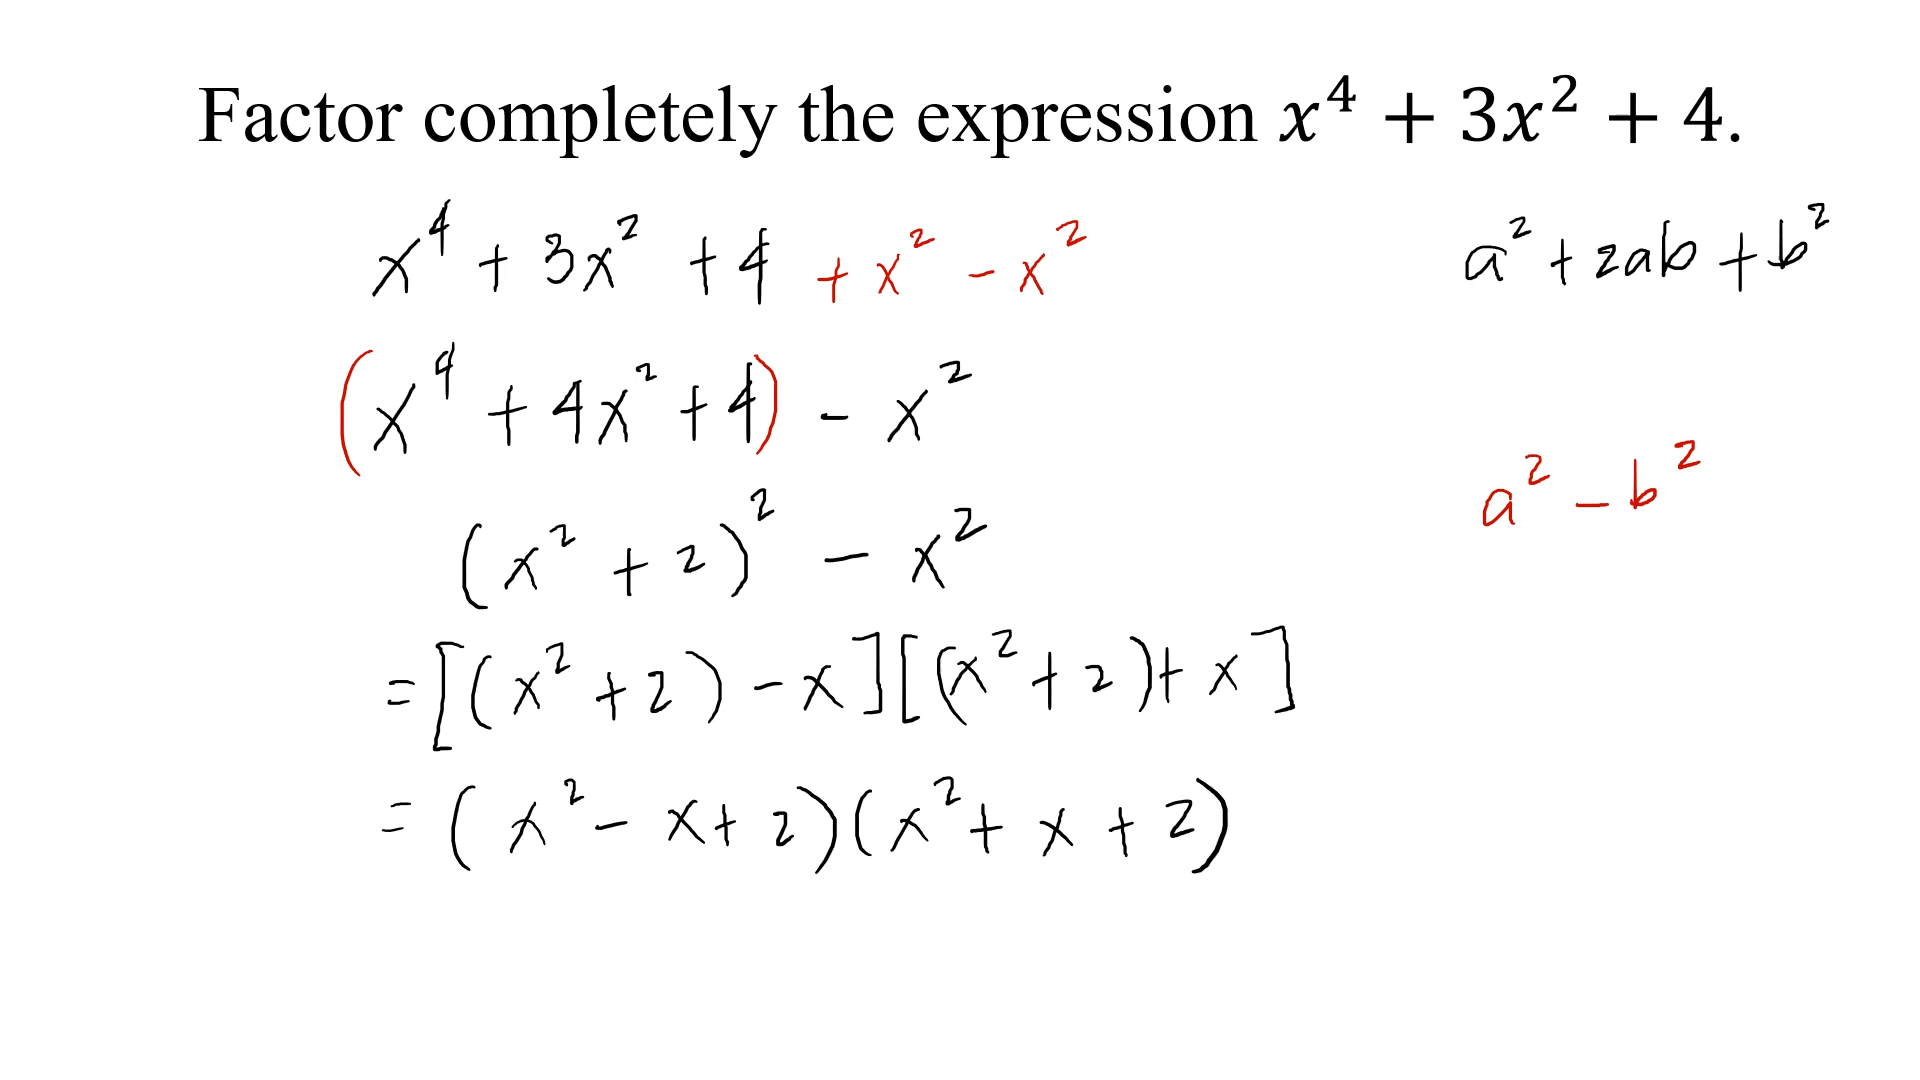 Factor completely the expression x⁴ + 3x² + 4.
x⁴ + 3x² + 4 + x² − x²
a² + 2ab + b²
(x⁴ + 4x² + 4) − x²
a² − b²
(x² + 2)² − x²
= [(x² + 2) − x][(x² + 2) + x]
= (x² − x + 2)(x² + x + 2)